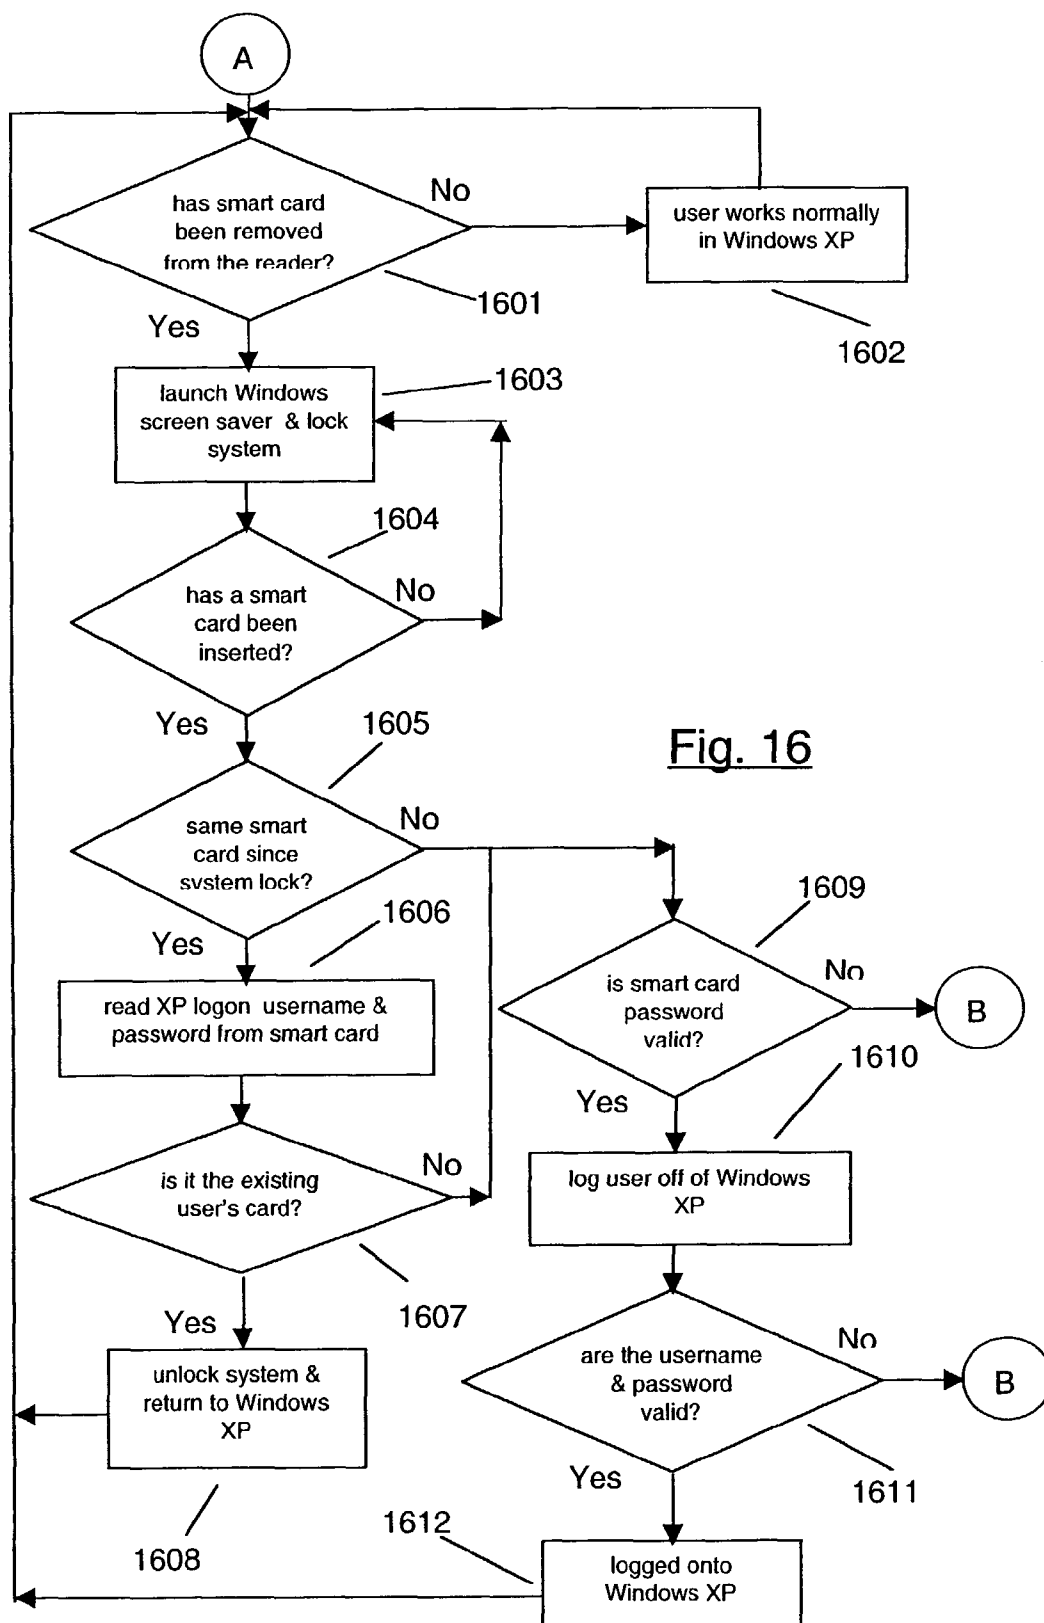 A
has smart card
been removed
from the reader?
No
1601
user works normally
in Windows XP
1602
Yes
launch Windows
screen saver & lock
system
1603
1604
has a smart
card been
inserted?
No
Yes
1605
Fig. 16
same smart
card since
system lock?
No
Yes
1606
read XP logon username &
password from smart card
is it the existing
user's card?
No
1607
Yes
unlock system &
return to Windows
XP
1608
1609
is smart card
password
valid?
No
B
1610
Yes
log user off of Windows
XP
are the username
& password
valid?
No
B
1611
Yes
1612
logged onto
Windows XP